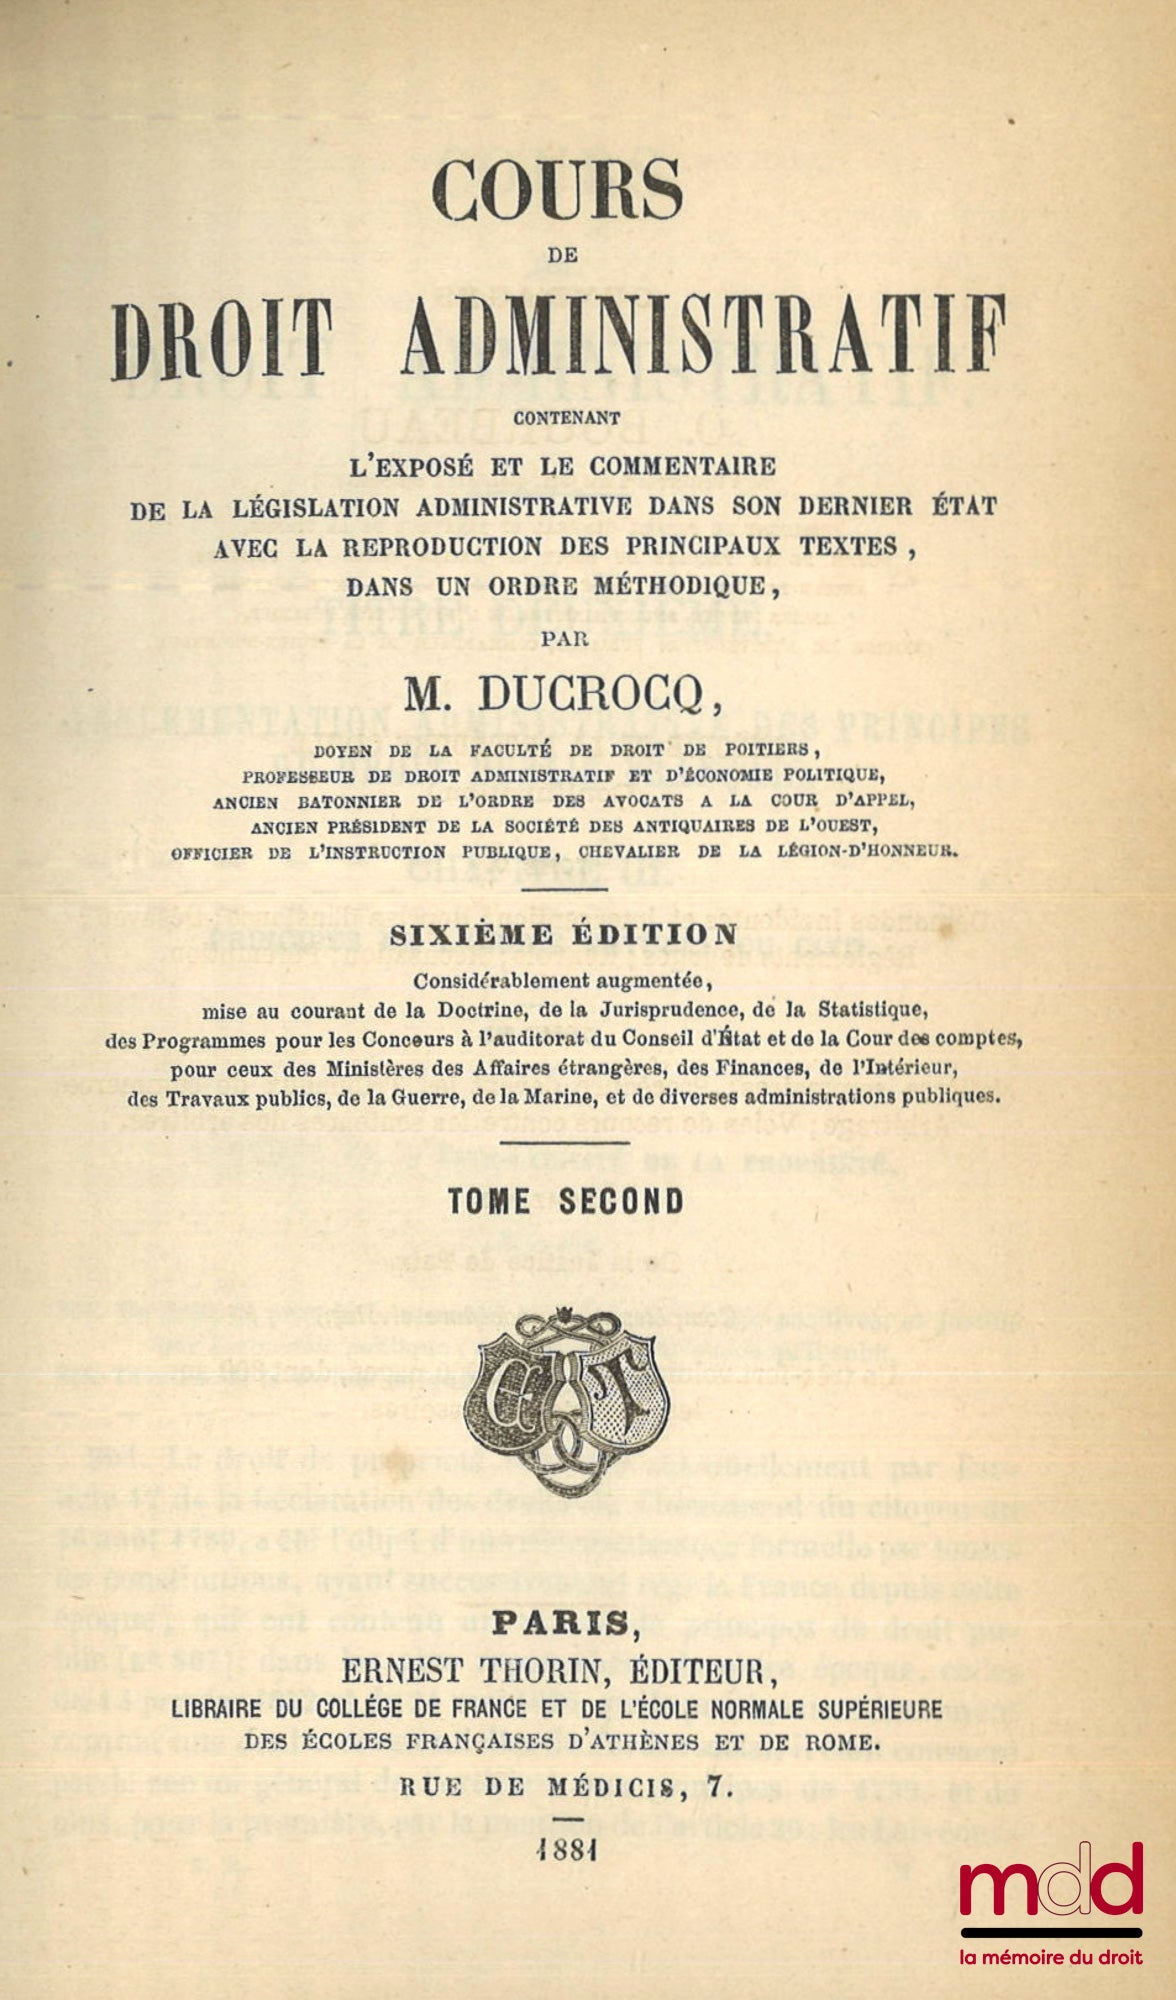 COURS
DE
DROIT ADMINISTRATIF
CONTENANT
L'EXPOSÉ ET LE COMMENTAIRE
DE LA LÉGISLATION ADMINISTRATIVE DANS SON DERNIER ÉTAT
AVEC LA REPRODUCTION DES PRINCIPAUX TEXTES,
DANS UN ORDRE MÉTHODIQUE,
PAR
M. DUCROCQ,
DOYEN DE LA FACULTÉ DE DROIT DE POITIERS,
PROFESSEUR DE DROIT ADMINISTRATIF ET D'ÉCONOMIE POLITIQUE,
ANCIEN BATONNIER DE L'ORDRE DES AVOCATS A LA COUR D'APPEL,
ANCIEN PRÉSIDENT DE LA SOCIÉTÉ DES ANTIQUAIRES DE L'OUEST,
OFFICIER DE L'INSTRUCTION PUBLIQUE, CHEVALIER DE LA LÉGION-D'HONNEUR.
SIXIÈME ÉDITION
Considérablement augmentée,
mise au courant de la Doctrine, de la Jurisprudence, de la Statistique,
des Programmes pour les Concours à l'auditorat du Conseil d'État et de la Cour des comptes,
pour ceux des Ministères des Affaires étrangères, des Finances, de l'Intérieur,
des Travaux publics, de la Guerre, de la Marine, et de diverses administrations publiques.
TOME SECOND
E T
PARIS,
ERNEST THORIN, ÉDITEUR,
LIBRAIRE DU COLLÉGE DE FRANCE ET DE L'ÉCOLE NORMALE SUPÉRIEURE
DES ÉCOLES FRANÇAISES D'ATHÈNES ET DE ROME.
RUE DE MÉDICIS, 7.
1881
mdd
la mémoire du droit